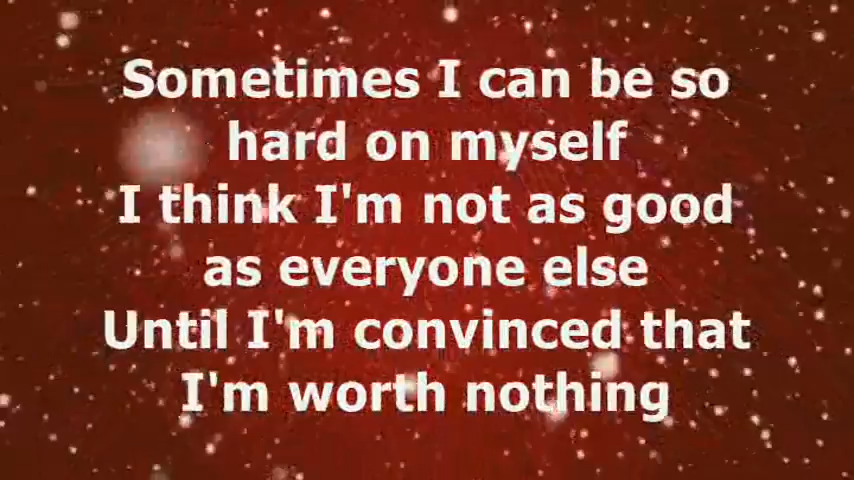 Sometimes I can be so
hard on myself
I think I'm not as good
as everyone else
Until I'm convinced that
I'm worth nothing